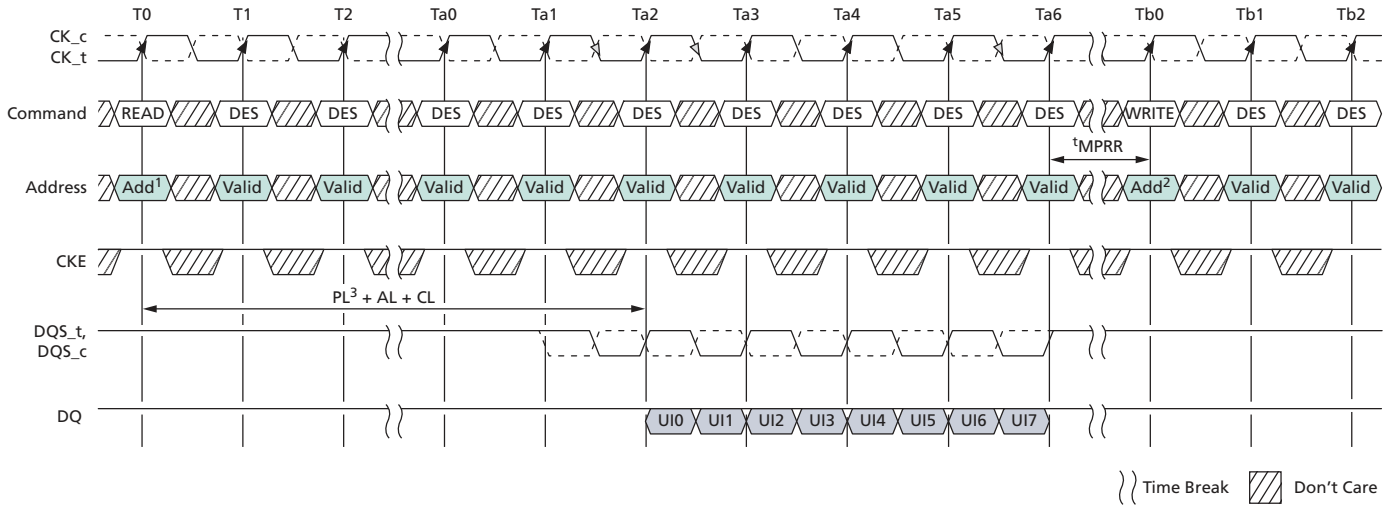 T0 T1 T2 Ta0 Ta1 Ta2 Ta3 Ta4 Ta5 Ta6 Tb0 Tb1 Tb2
CK_c
CK_t
Command READ DES DES DES DES DES DES DES DES DES WRITE DES DES
tMPRR
Address Add1 Valid Valid Valid Valid Valid Valid Valid Valid Valid Add2 Valid Valid
CKE
PL3 + AL + CL
DQS_t,
DQS_c
DQ UI0 UI1 UI2 UI3 UI4 UI5 UI6 UI7
Time Break Don't Care